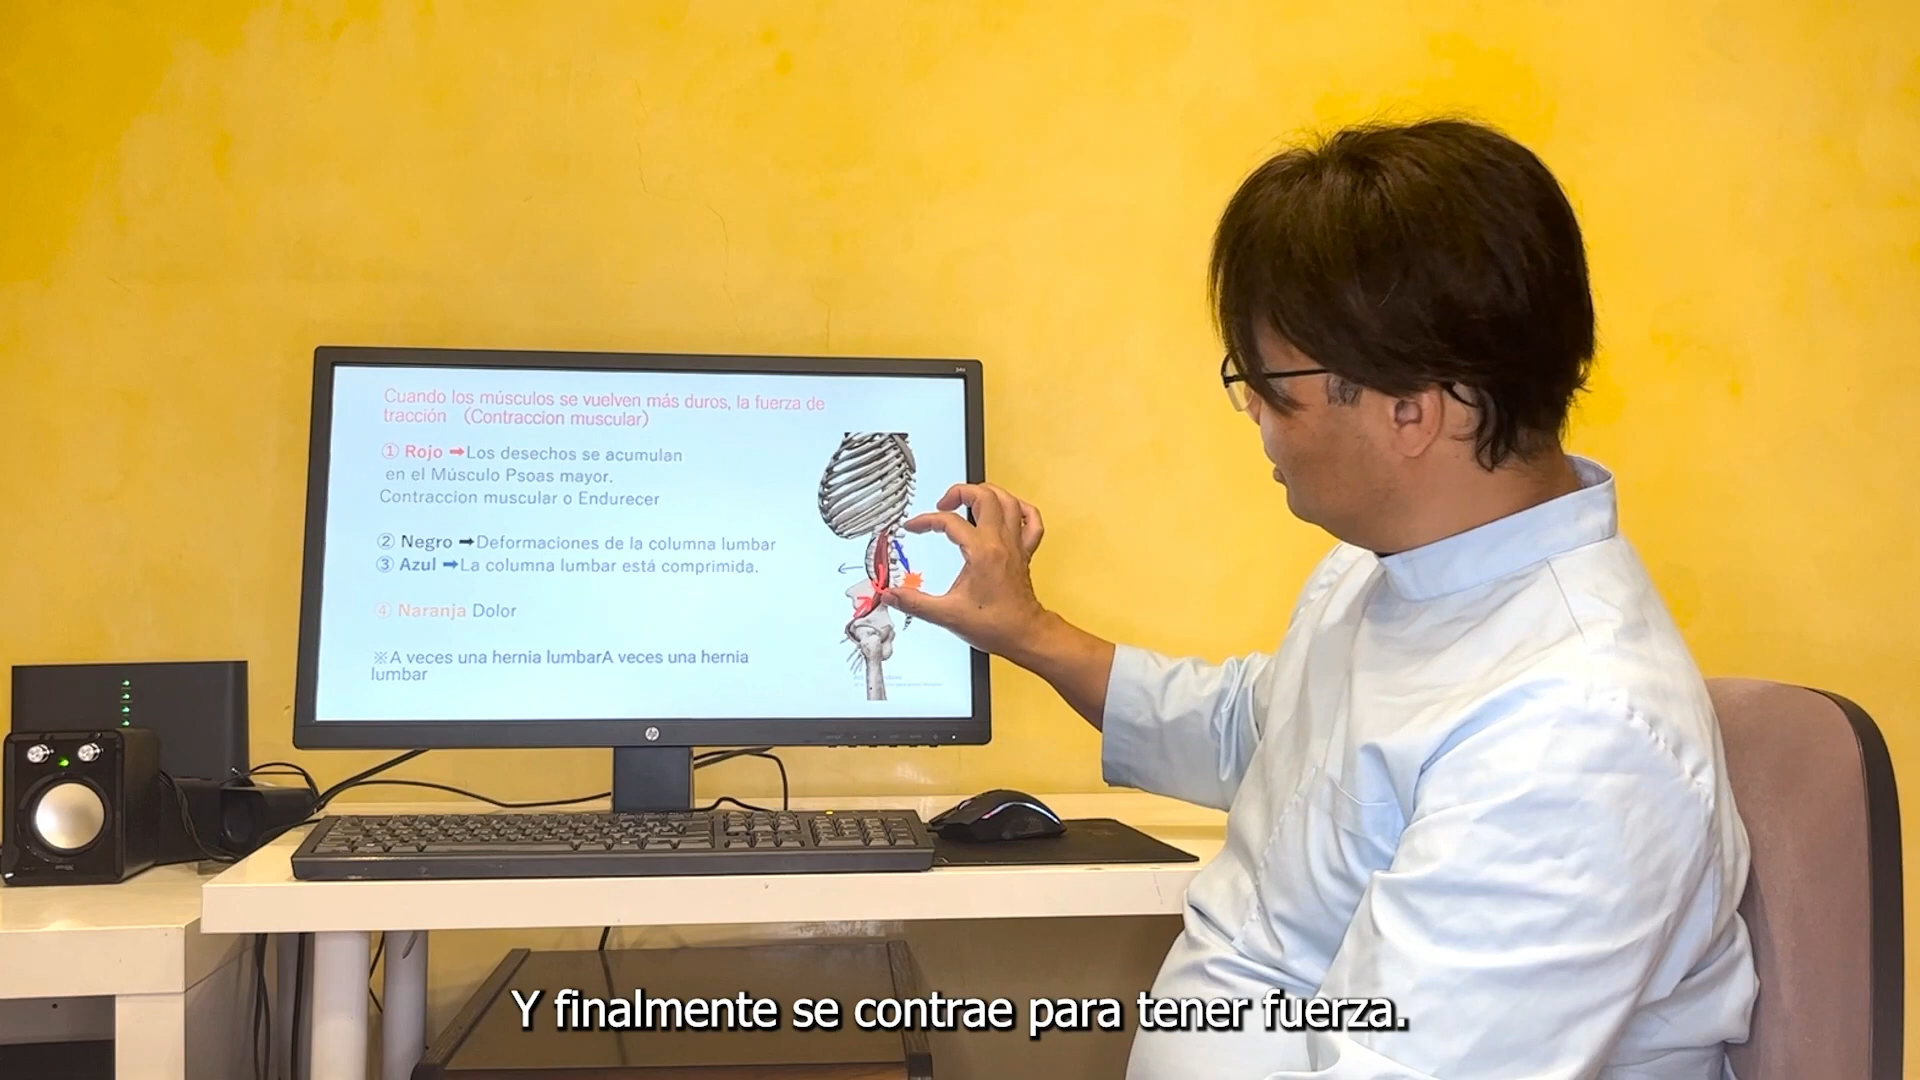 Cuando los músculos se vuelven más duros, la fuerza de
tracción (Contraccion muscular)
① Rojo ➡Los desechos se acumulan
en el Músculo Psoas mayor.
Contraccion muscular o Endurecer
② Negro ➡Deformaciones de la columna lumbar
③ Azul ➡La columna lumbar está comprimida.
④ Naranja Dolor
※A veces una hernia lumbarA veces una hernia
lumbar
hp
Y finalmente se contrae para tener fuerza.